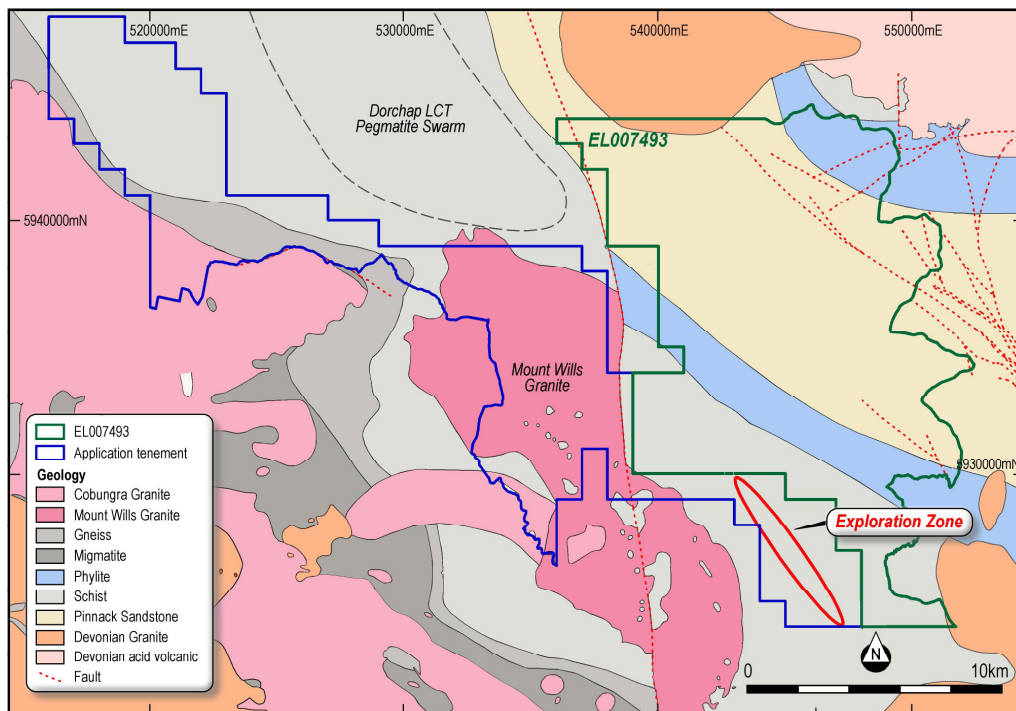 520000mE
530000mE
540000mE
550000mE
Dorchap LCT
Pegmatite Swarm
EL007493
5940000mN
Mount Wills
Granite
5930000mN
Exploration Zone
EL007493
Application tenement
Geology
Cobungra Granite
Mount Wills Granite
Gneiss
Migmatite
Phylite
Schist
Pinnack Sandstone
Devonian Granite
Devonian acid volcanic
Fault
N
0
10km